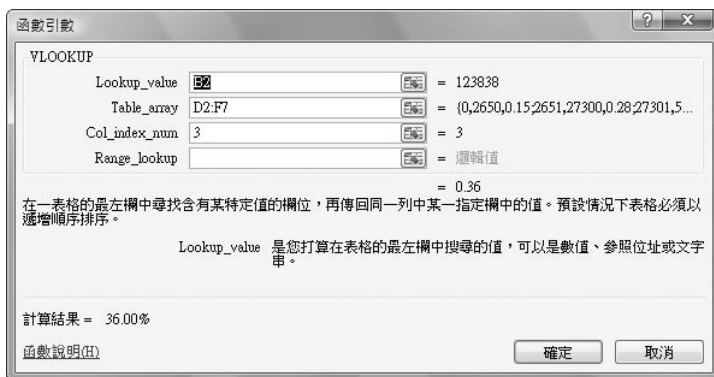 函數引數
VLOOKUP
Lookup_value B2 = 123838
Table_array D2:F7 = {0,2650,0.15;2651,27300,0.28;27301,5...
Col_index_num 3 = 3
Range_lookup = 邏輯值
= 0.36
在一表格的最左欄中尋找含有某特定值的欄位，再傳回同一列中某一指定欄中的值。預設情況下表格必須以
遞增順序排序。
Lookup_value 是您打算在表格的最左欄中搜尋的值，可以是數值、參照位址或文字
串。
計算結果 = 36.00%
函數說明(H)
確定 取消